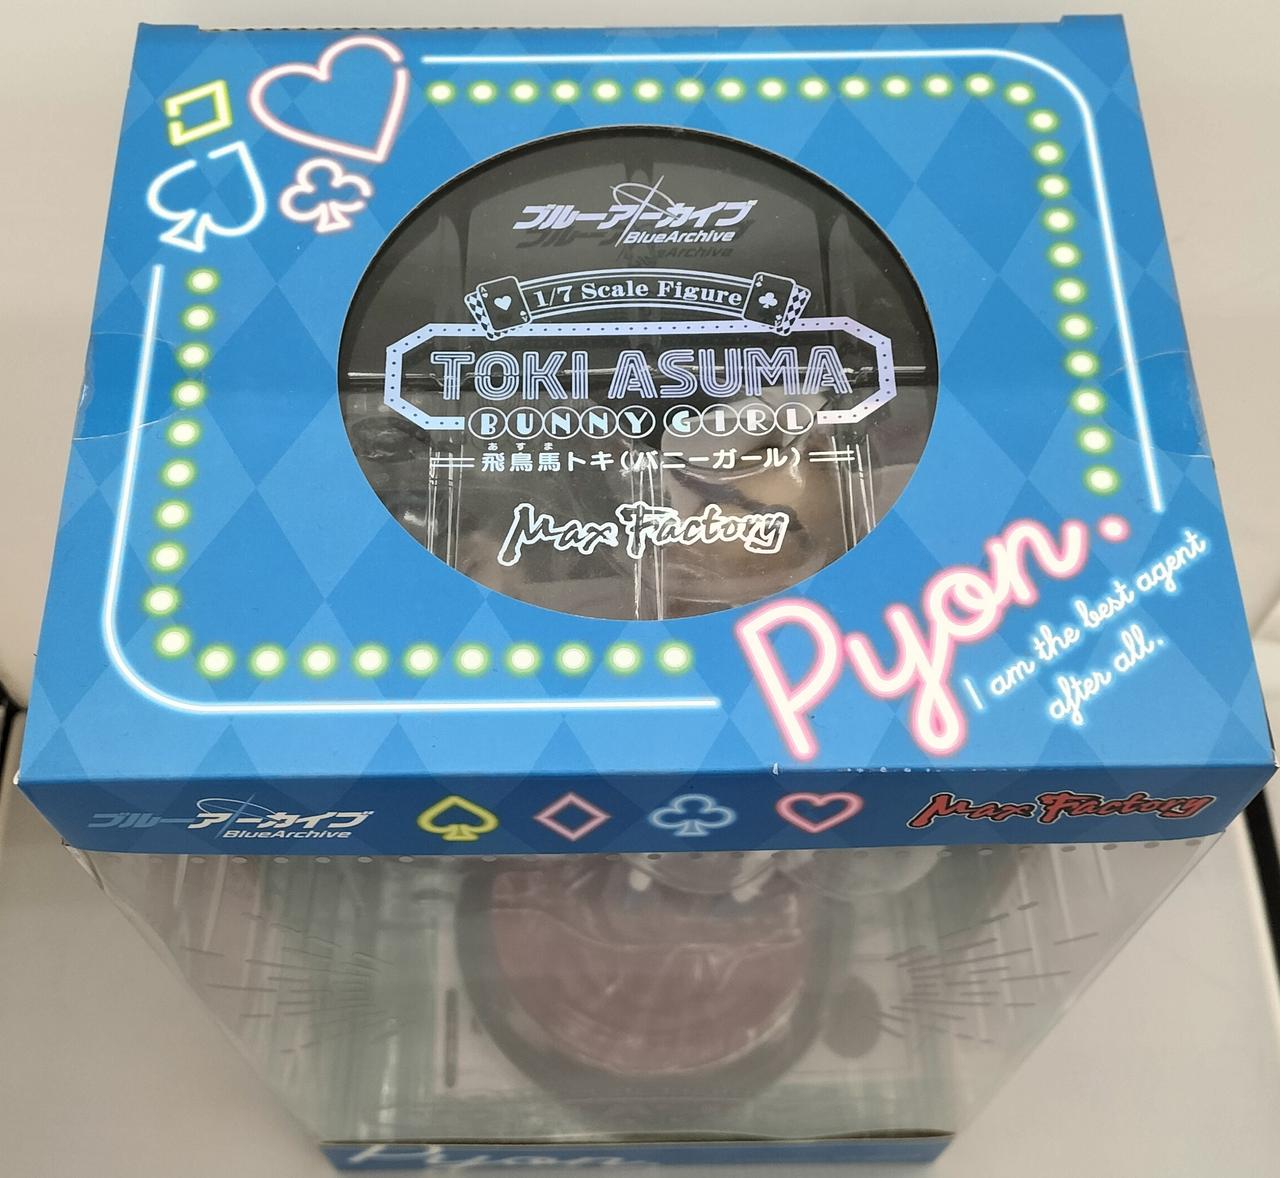 ブルーアーカイブ
BlueArchive
1/7 Scale Figure
TOKI ASUMA
BUNNY GIRL
あすま
飛鳥馬トキ(バニーガール)
Max Factory
Pyon.
I am the best agent
after all.
ブルーアーカイブ
BlueArchive
Max Factory
Pyon.